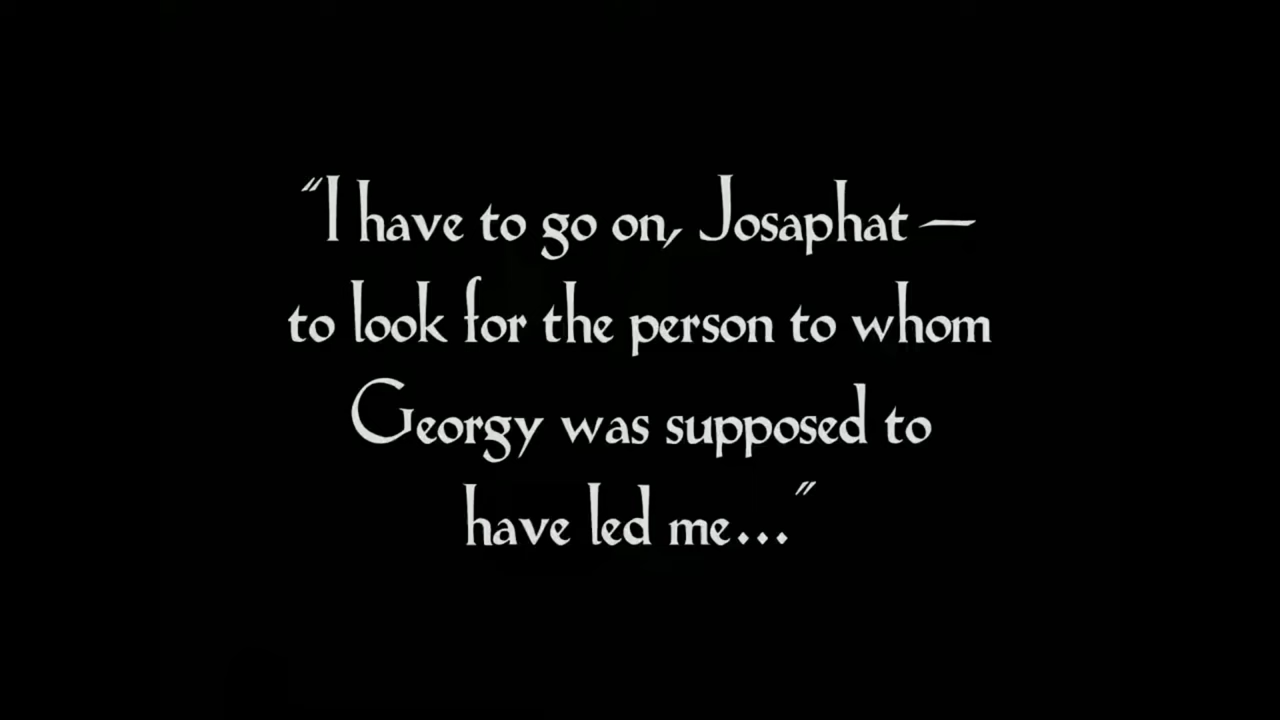 "I have to go on, Josaphat —
to look for the person to whom
Georgy was supposed to
have led me..."